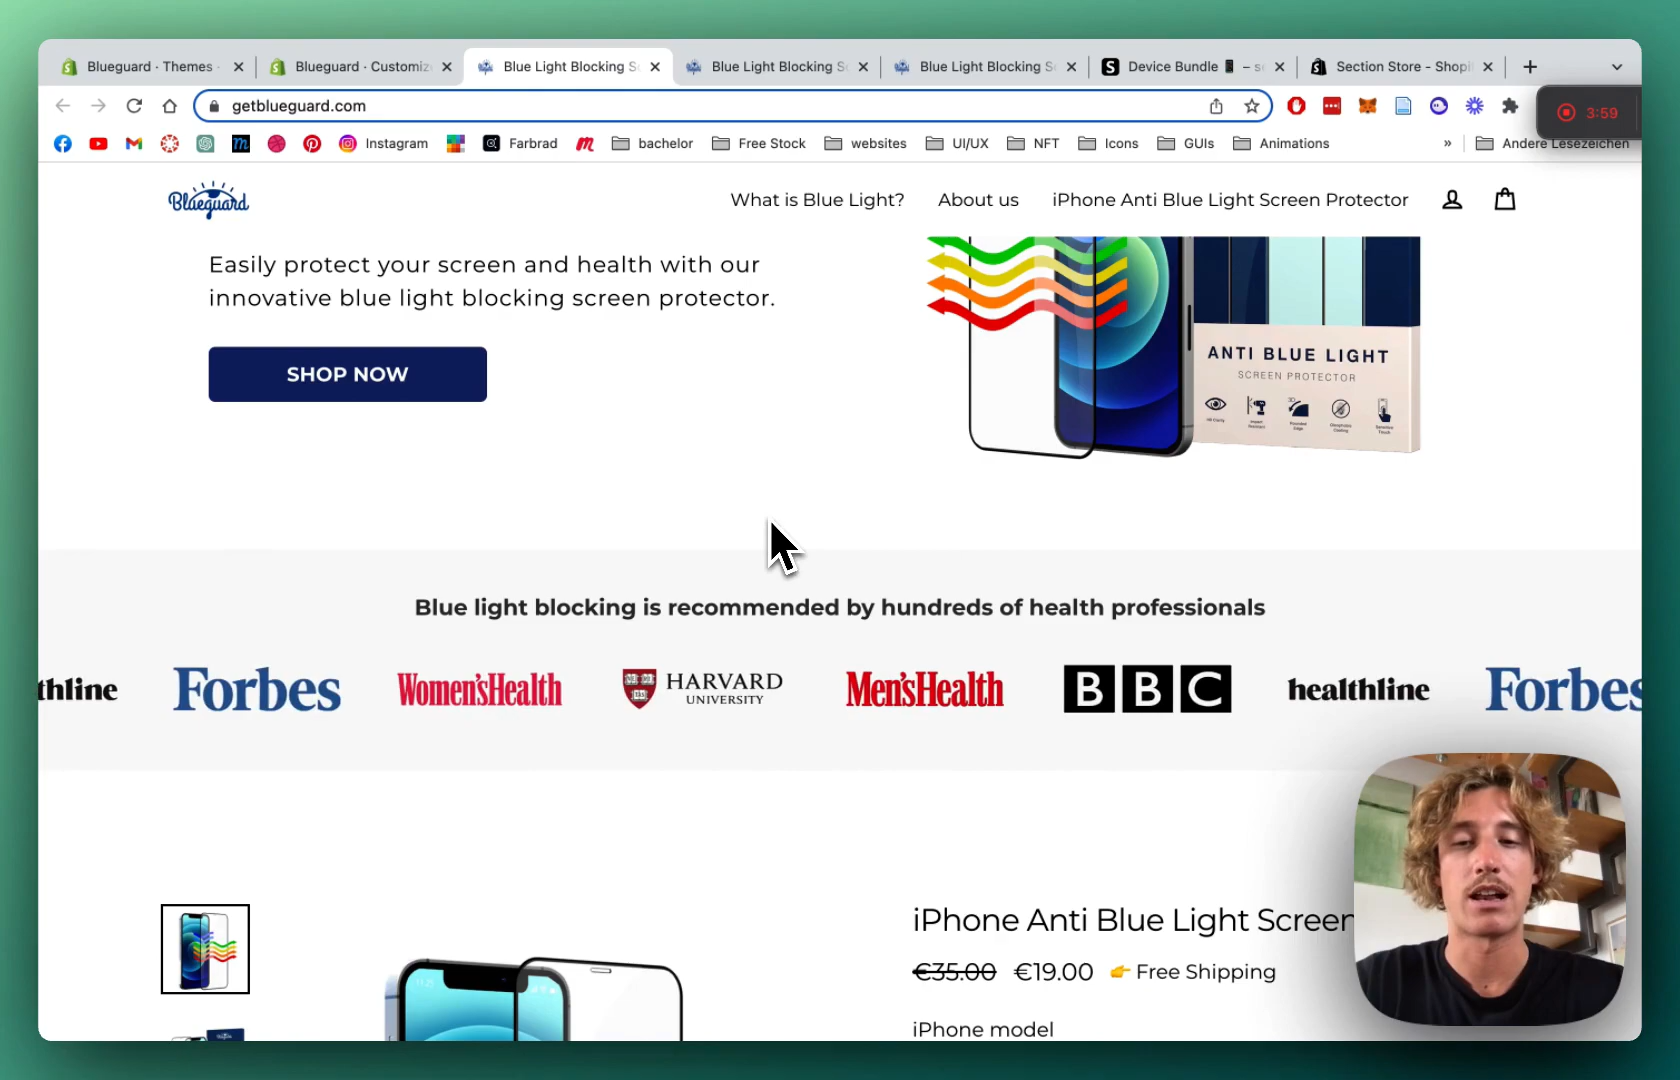 Blueguard · Themes ·
Blueguard · Customiz
Blue Light Blocking S
Blue Light Blocking S
Blue Light Blocking S
Device Bundle
Section Store - Shopi
getblueguard.com
3:59
Instagram
Farbrad
bachelor
Free Stock
websites
UI/UX
NFT
Icons
GUIs
Animations
»
Andere Lesezeichen
Blueguard
What is Blue Light?
About us
iPhone Anti Blue Light Screen Protector
Easily protect your screen and health with our
innovative blue light blocking screen protector.
SHOP NOW
ANTI BLUE LIGHT
SCREEN PROTECTOR
Blue light blocking is recommended by hundreds of health professionals
thline
Forbes
Women'sHealth
HARVARD
UNIVERSITY
Men'sHealth
BBC
healthline
Forbes
iPhone Anti Blue Light Screen
€35.00 €19.00 👉 Free Shipping
iPhone model